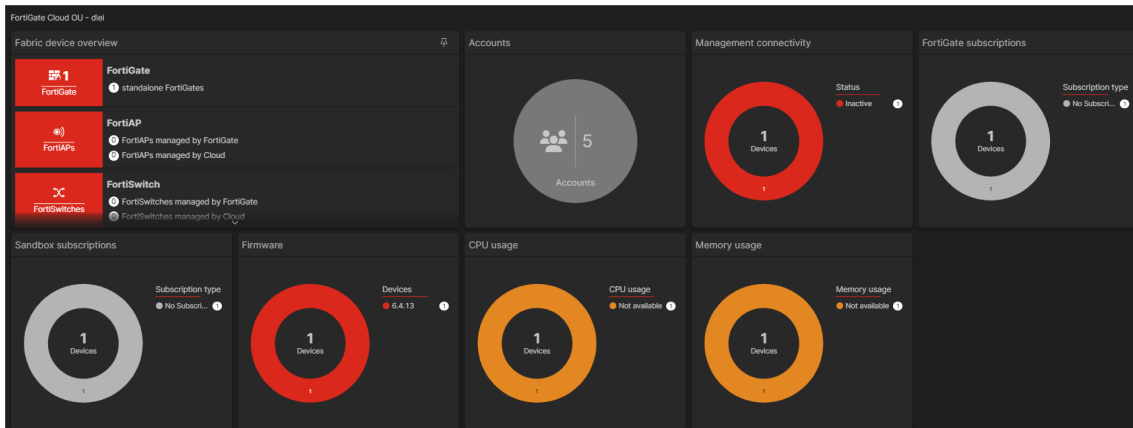 FortiGate Cloud OU - dlei
Fabric device overview
1
FortiGate
FortiGate
1 standalone FortiGates
FortiAPs
FortiAP
0 FortiAPs managed by FortiGate
0 FortiAPs managed by Cloud
FortiSwitches
FortiSwitch
0 FortiSwitches managed by FortiGate
0 FortiSwitches managed by Cloud
Accounts
5
Accounts
Management connectivity
1
Devices
1
Status
Inactive 1
FortiGate subscriptions
1
Devices
1
Subscription type
No Subscri... 1
Sandbox subscriptions
1
Devices
1
Subscription type
No Subscri... 1
Firmware
1
Devices
1
Devices
6.4.13 1
CPU usage
1
Devices
1
CPU usage
Not available 1
Memory usage
1
Devices
1
Memory usage
Not available 1